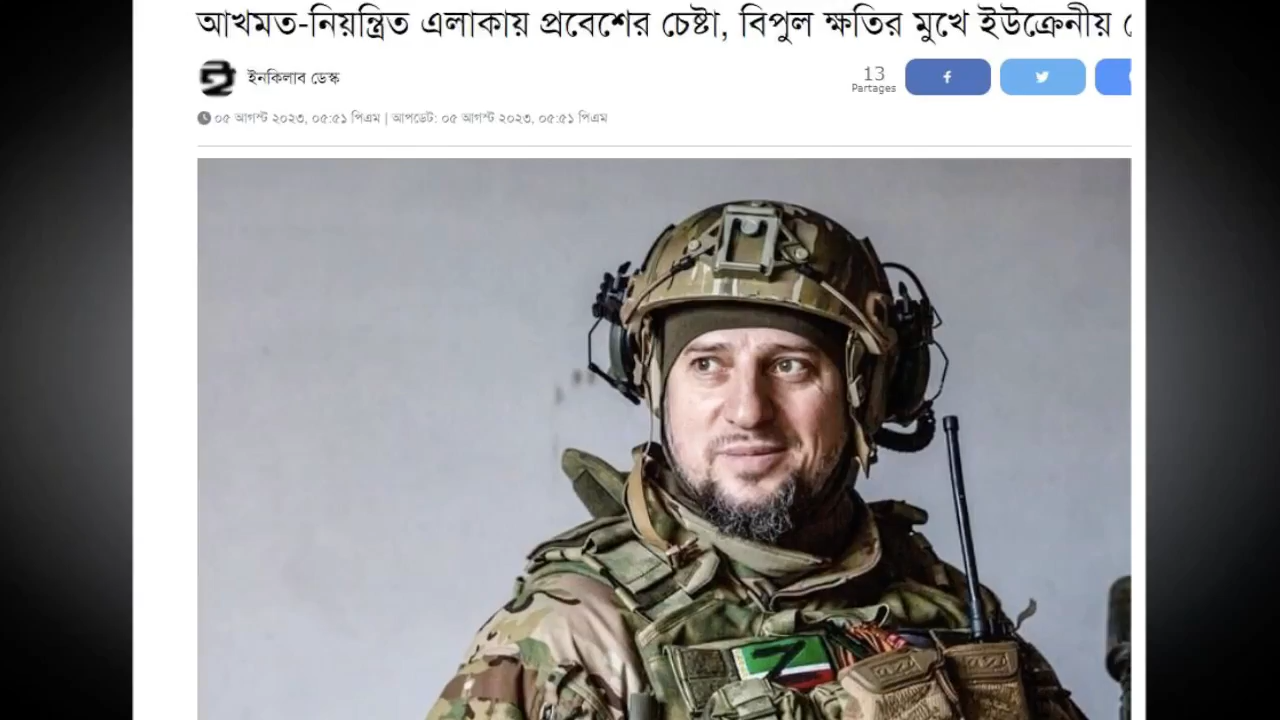 আখমত-নিয়ন্ত্রিত এলাকায় প্রবেশের চেষ্টা, বিপুল ক্ষতির মুখে ইউক্রেনীয়
ইনকিলাব ডেস্ক
13
Partages
০৫ আগস্ট ২০২৩, ০৫:৫১ পিএম | আপডেট: ০৫ আগস্ট ২০২৩, ০৫:৫১ পিএম
Z